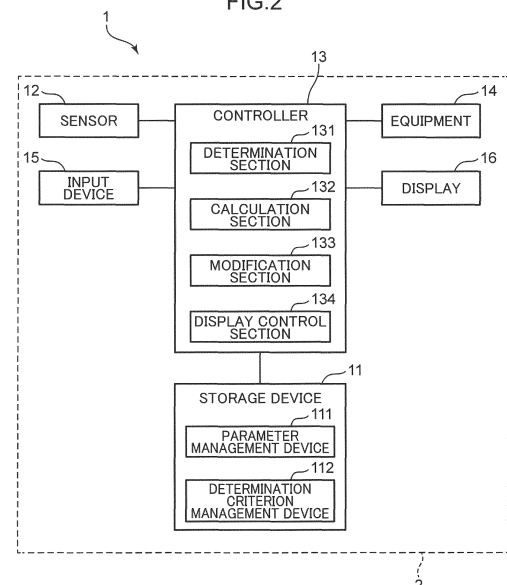 FIG.2
1
13
12
SENSOR
CONTROLLER
14
EQUIPMENT
131
DETERMINATION
SECTION
15
INPUT
DEVICE
16
DISPLAY
132
CALCULATION
SECTION
133
MODIFICATION
SECTION
134
DISPLAY CONTROL
SECTION
11
STORAGE DEVICE
111
PARAMETER
MANAGEMENT DEVICE
112
DETERMINATION
CRITERION
MANAGEMENT DEVICE
2